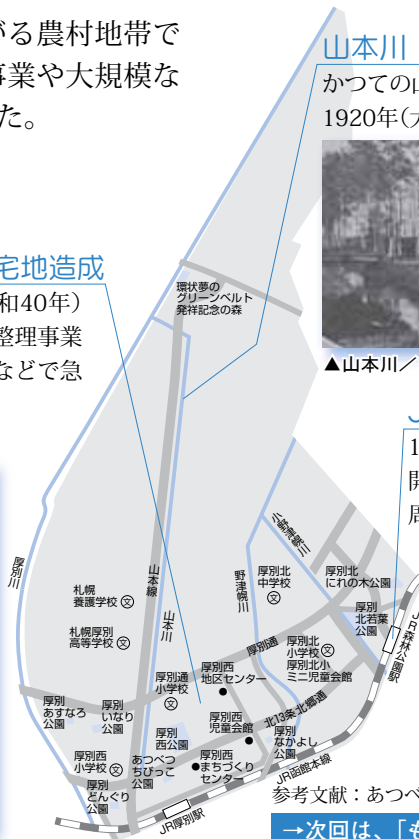 がる農村地帯で
事業や大規模な
た。
山本川
かつての山
1920年(大
▲山本川／
宅地造成
和40年)
整理事業
などで急
1
開
周
環状夢の
グリーンベルト
発祥記念の森
厚別川
山本線
山本川
野津幌川
小野津幌川
札幌
養護学校
札幌厚別
高等学校
厚別北
中学校
厚別北
にれの木公園
厚別
北若葉
公園
JR森林公園駅
厚別通
厚別北
小学校
厚別北小
ミニ児童会館
厚別西
地区センター
厚別通
小学校
厚別
あすなろ
公園
厚別
いなり
公園
厚別
西公園
厚別西
児童会館
北13条北郷通
厚別
なかよし
公園
厚別西
小学校
あつべつ
ちびっこ
公園
厚別西
まちづくり
センター
厚別
どんぐり
公園
JR函館本線
JR厚別駅
参考文献：あつべ
→次回は、「も